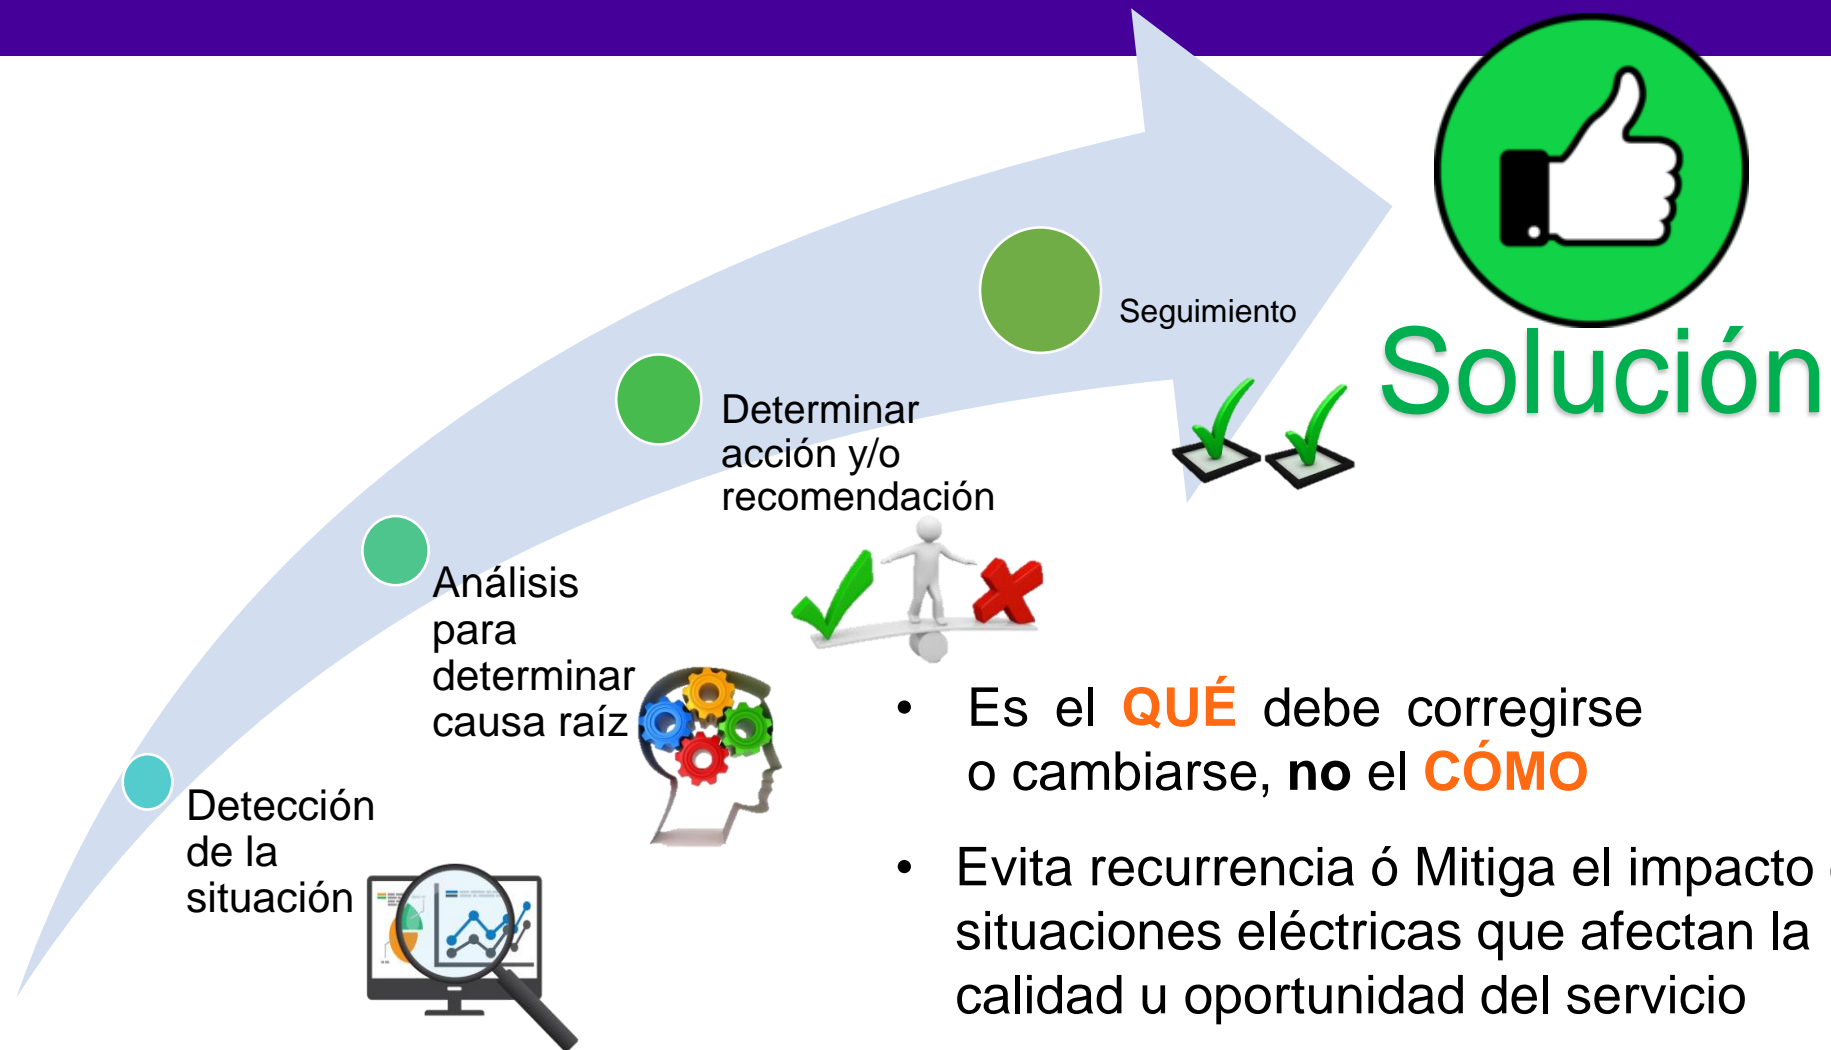 Solución
Seguimiento
Determinar
acción y/o
recomendación
Análisis
para
determinar
causa raíz
Detección
de la
situación
• Es el QUÉ debe corregirse
o cambiarse, no el CÓMO
• Evita recurrencia ó Mitiga el impacto
situaciones eléctricas que afectan la
calidad u oportunidad del servicio